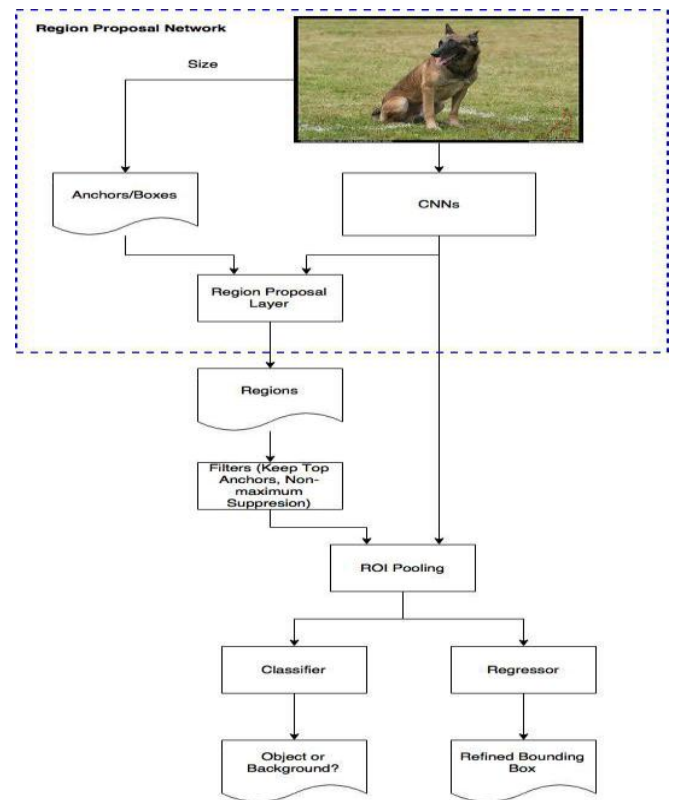 Region Proposal Network
Size
Anchors/Boxes
CNNs
Region Proposal
Layer
Regions
Filters (Keep Top
Anchors, Non-
maximum
Suppresion)
ROI Pooling
Classifier
Regressor
Object or
Background?
Refined Bounding
Box